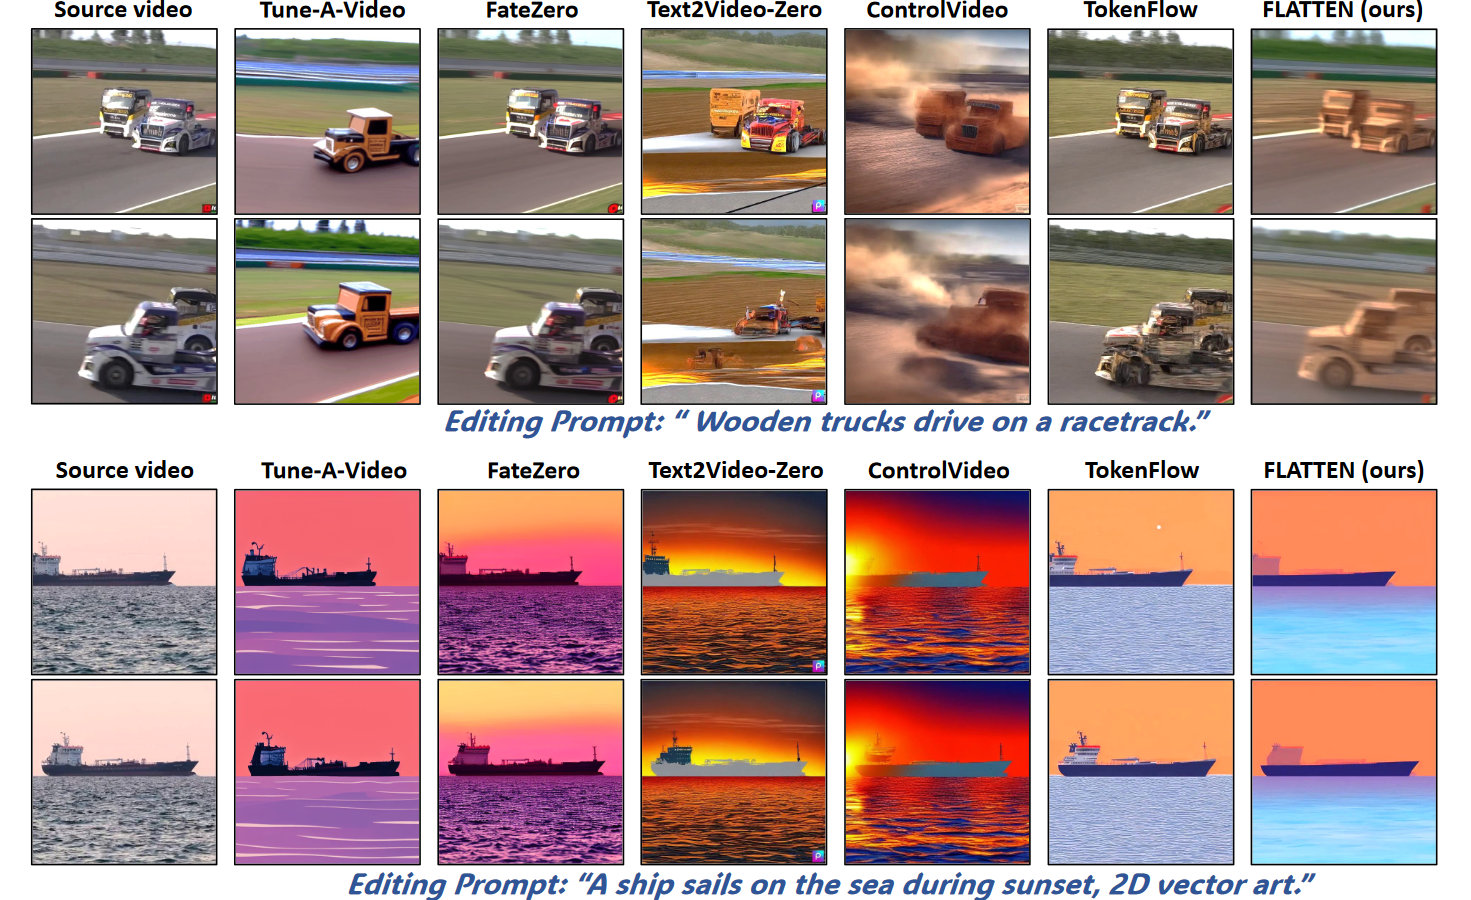 Source video Tune-A-Video FateZero Text2Video-Zero ControlVideo TokenFlow FLATTEN (ours)
Editing Prompt: “ Wooden trucks drive on a racetrack.”
Source video Tune-A-Video FateZero Text2Video-Zero ControlVideo TokenFlow FLATTEN (ours)
Editing Prompt: “A ship sails on the sea during sunset, 2D vector art.”